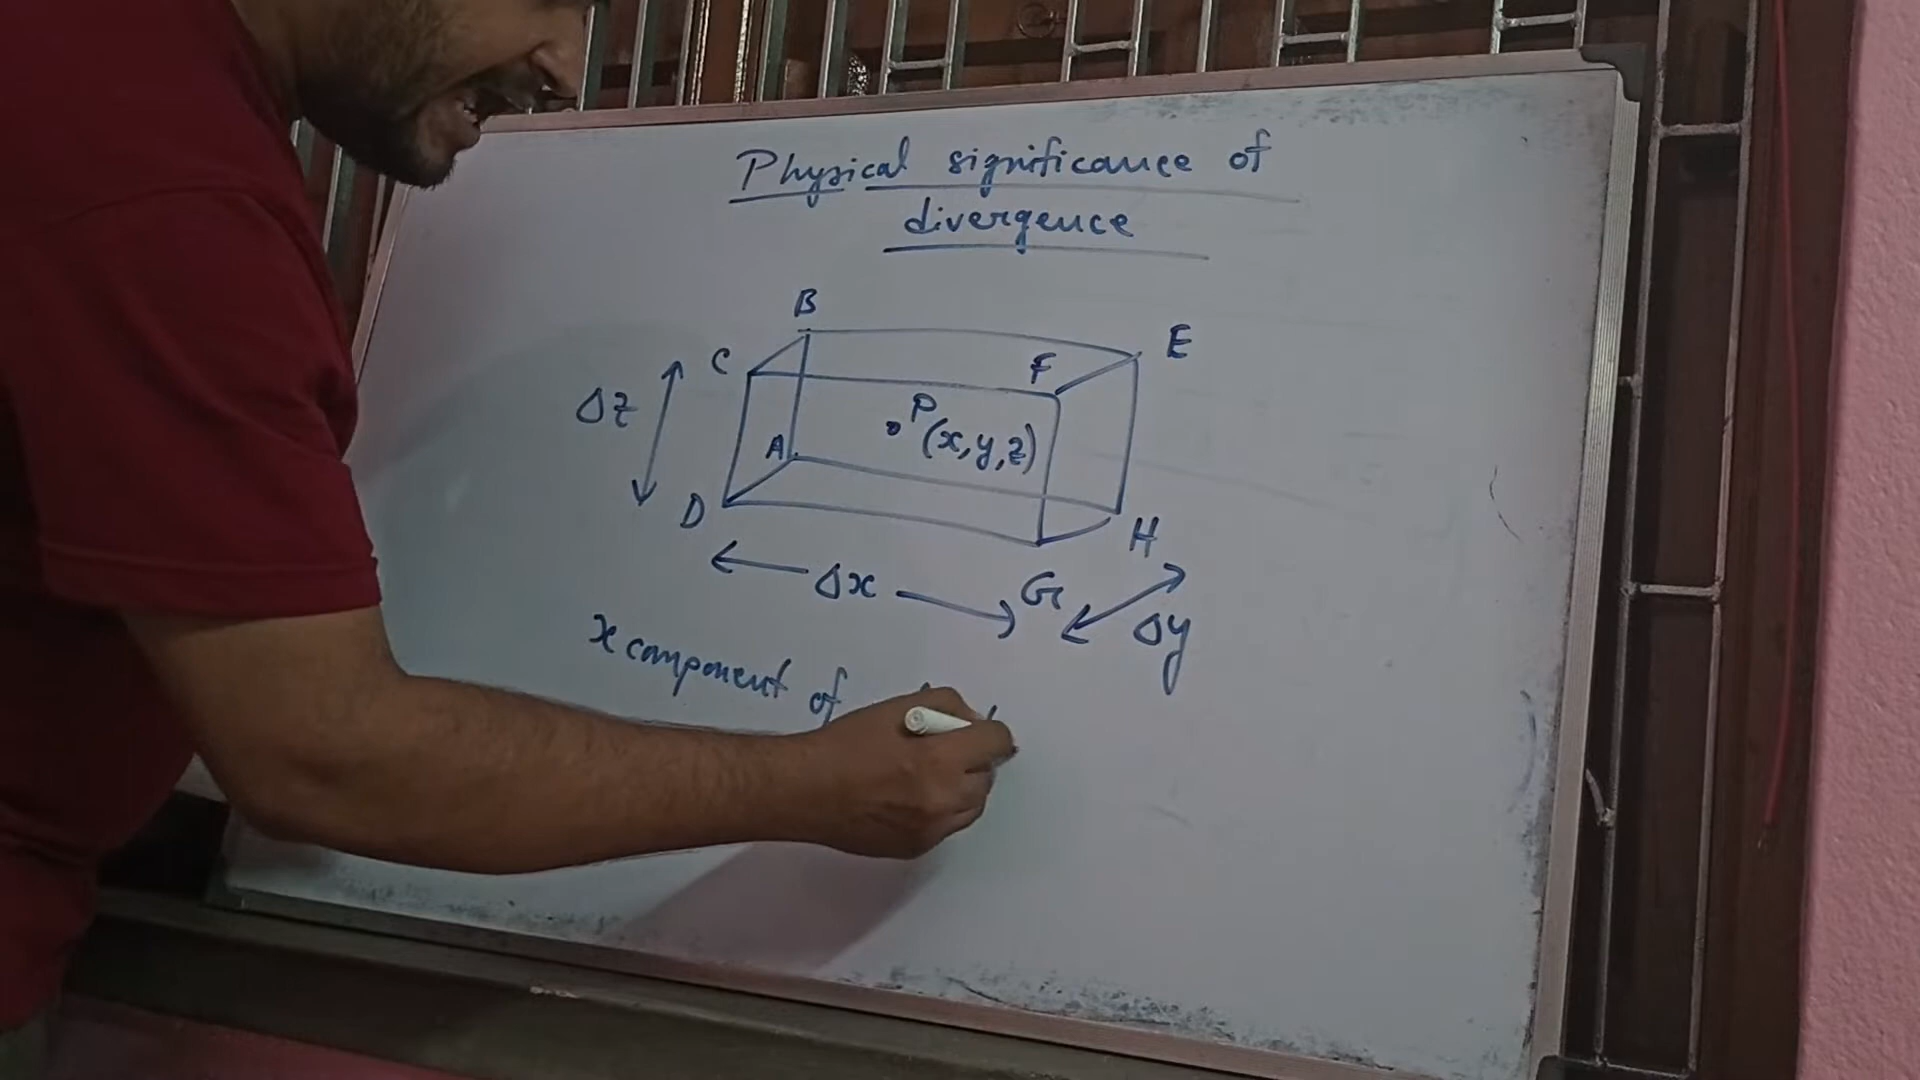 Physical significance of
divergence
B
E
C
F
Δz
P
(x, y, z)
A
D
H
Δx
G
Δy
x component of